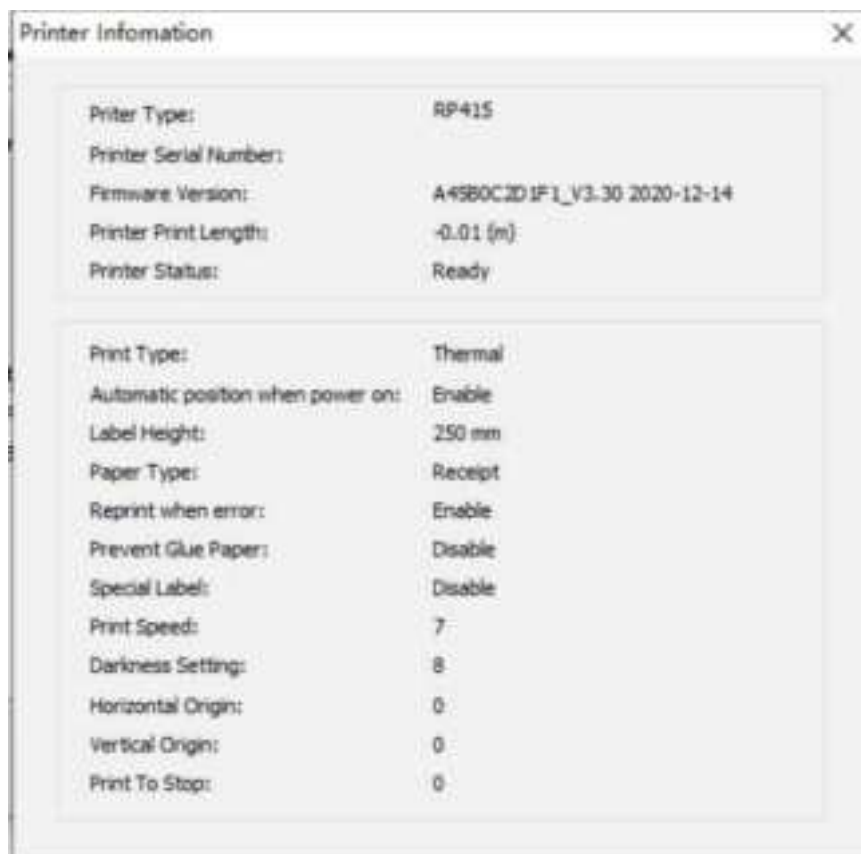 Printer Infomation
Priter Type: RP415
Printer Serial Number:
Firmware Version: A45B0C2D1F1_V3.30 2020-12-14
Printer Print Length: -0.01 (m)
Printer Status: Ready
Print Type: Thermal
Automatic position when power on: Enable
Label Height: 250 mm
Paper Type: Receipt
Reprint when error: Enable
Prevent Glue Paper: Disable
Special Label: Disable
Print Speed: 7
Darkness Setting: 8
Horizontal Origin: 0
Vertical Origin: 0
Print To Stop: 0